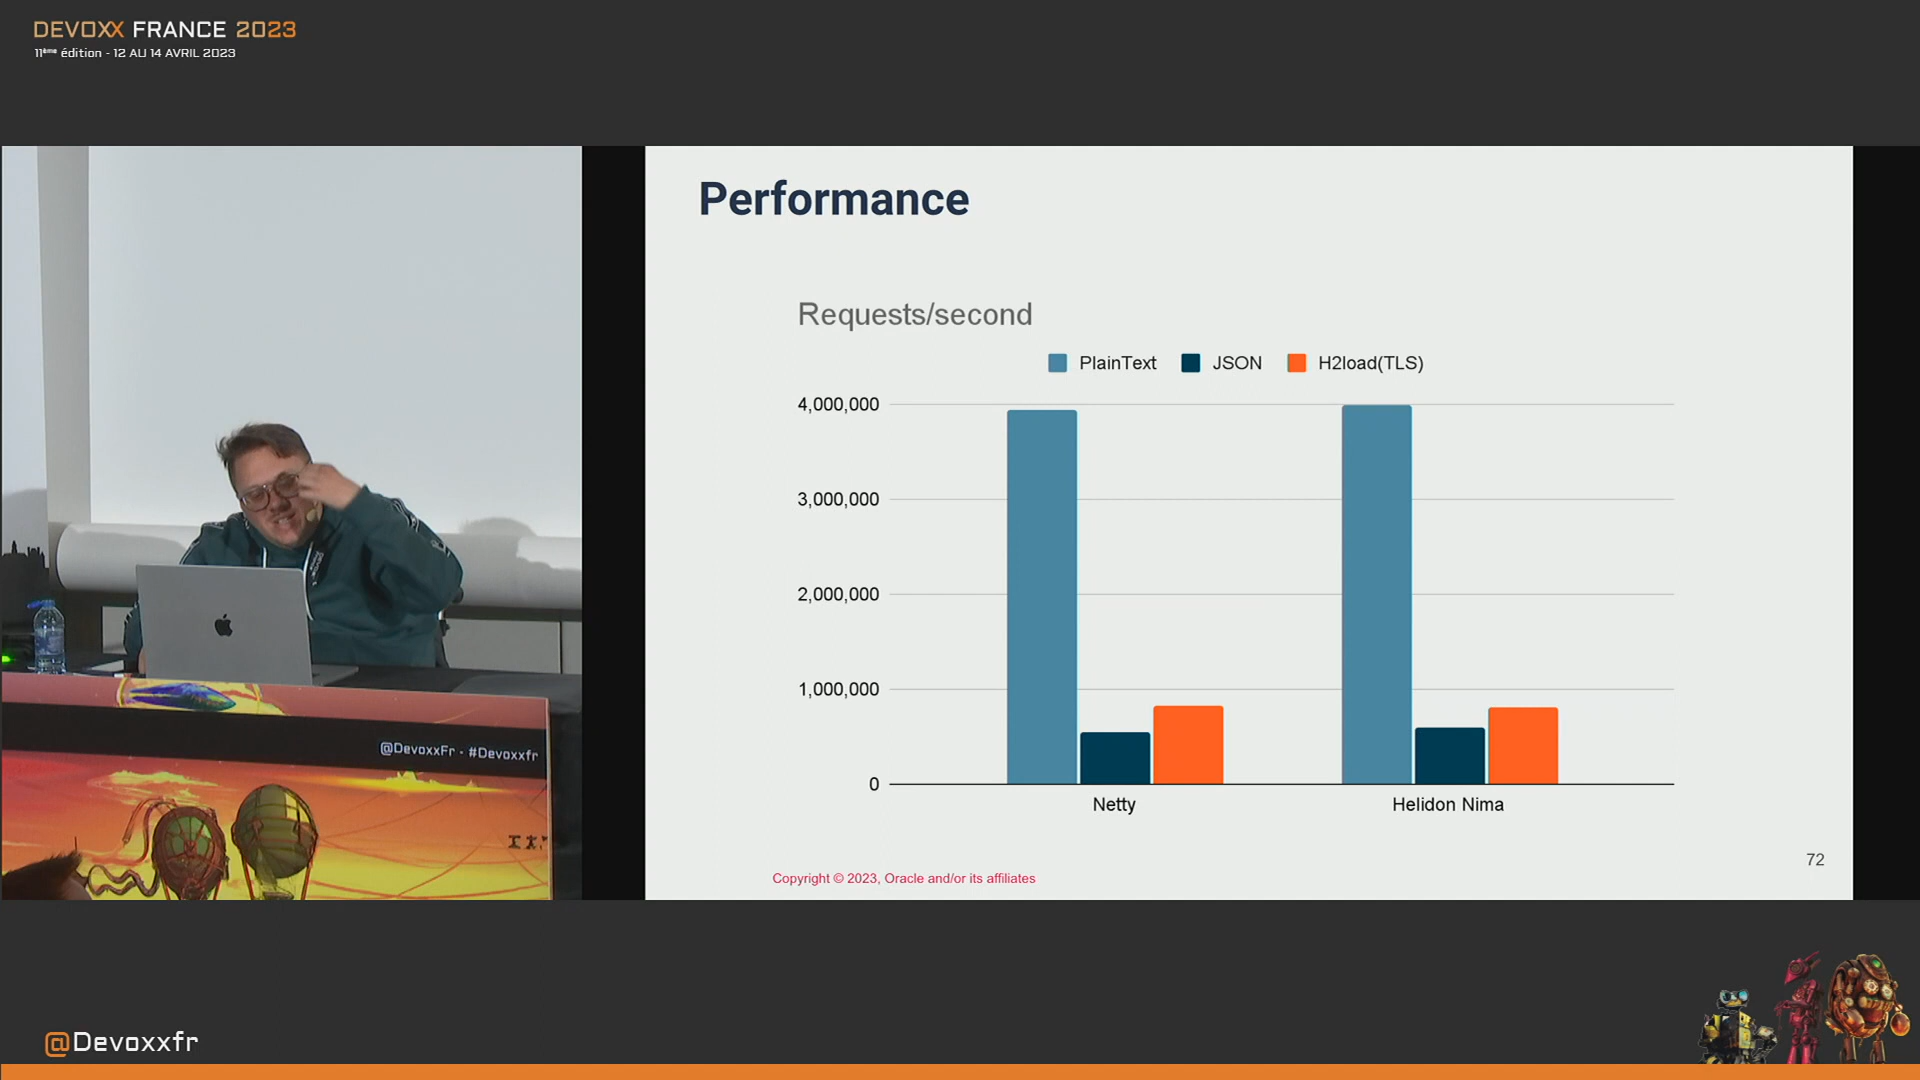 DEVOXX FRANCE 2023
11ème édition - 12 AU 14 AVRIL 2023
Performance
Requests/second
PlainText JSON H2load(TLS)
4,000,000
3,000,000
2,000,000
1,000,000
0
Netty Helidon Nima
72
Copyright © 2023, Oracle and/or its affiliates
@DevoxxFr - #Devoxxfr
@Devoxxfr